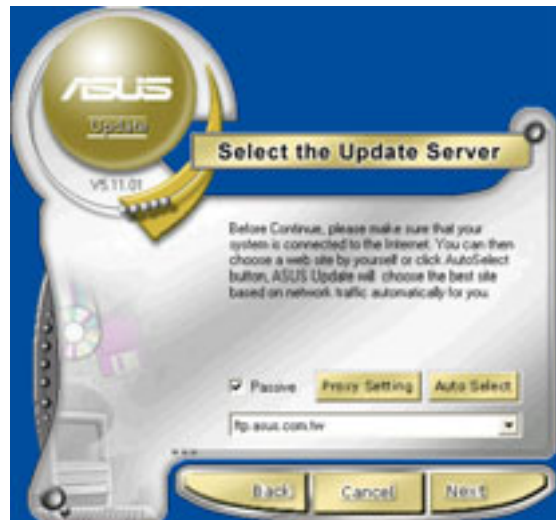 ASUS
Update
V5.11.01
Select the Update Server
Before Continue, please make sure that your
system is connected to the Internet. You can then
choose a web site by yourself or click AutoSelect
button, ASUS Update will choose the best site
based on network traffic automatically for you.
Passive
Proxy Setting
Auto Select
ftp.asus.com.tw
Back
Cancel
Next